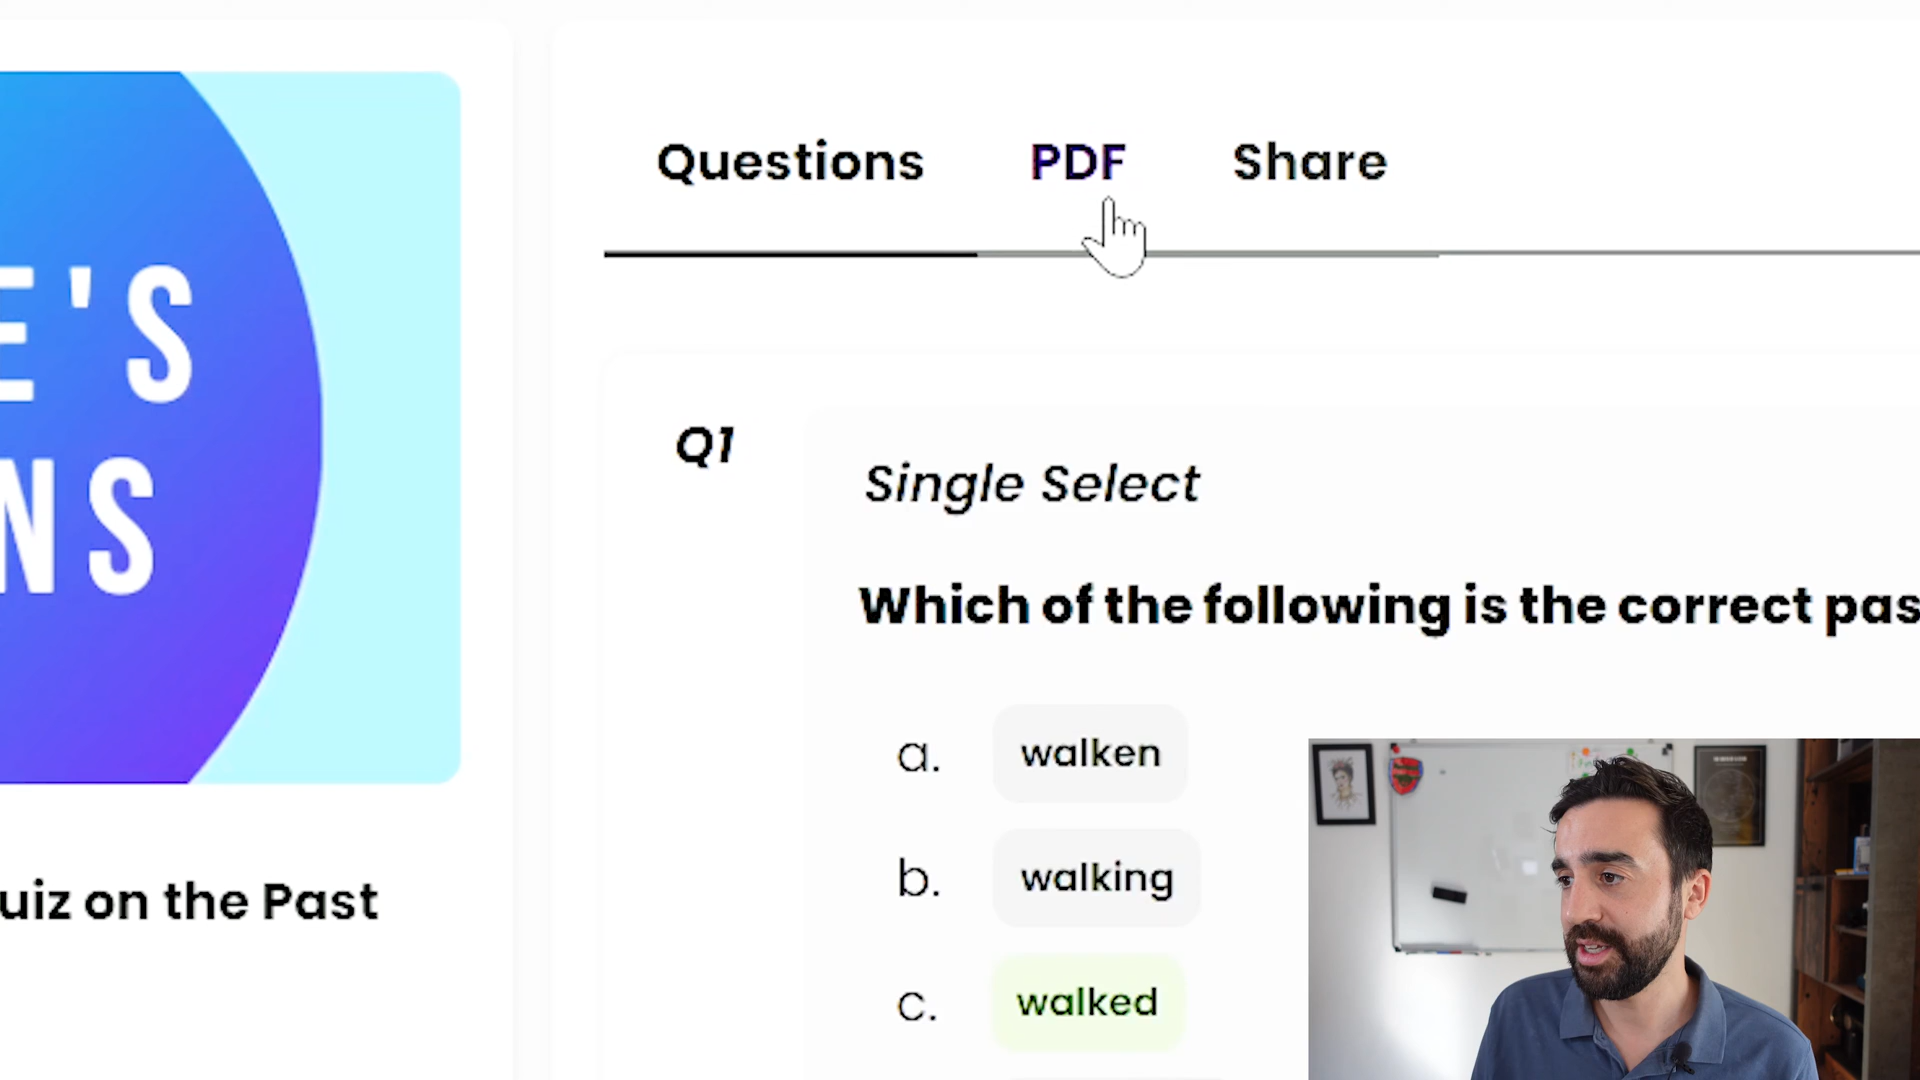 E'S
NS
uiz on the Past
Questions
PDF
Share
Q1
Single Select
Which of the following is the correct pas
a. walken
b. walking
c. walked